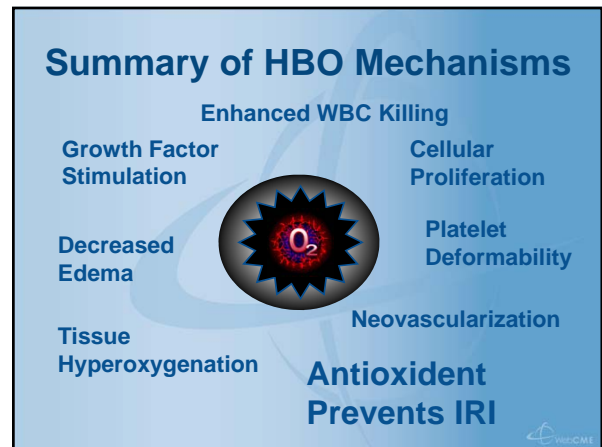 Summary of HBO Mechanisms
Enhanced WBC Killing
Growth Factor
Stimulation
Cellular
Proliferation
O2
Decreased
Edema
Platelet
Deformability
Neovascularization
Tissue
Hyperoxygenation
Antioxident
Prevents IRI
WebCME